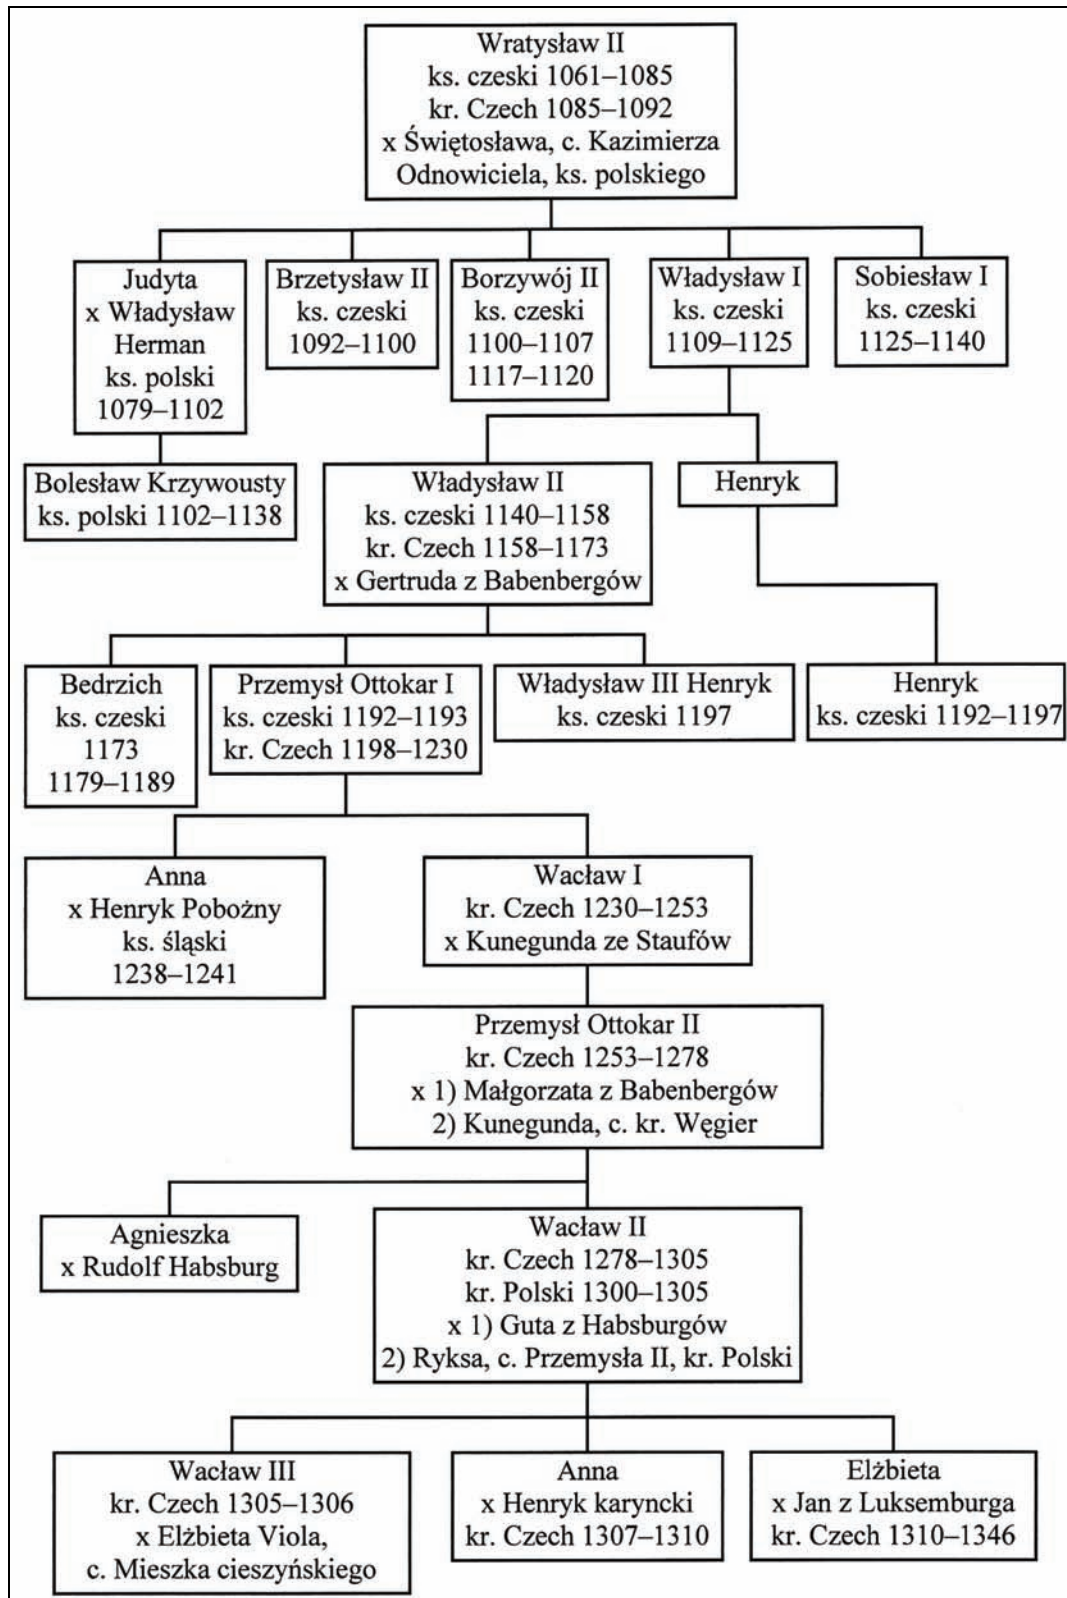 Wratysław II
ks. czeski 1061–1085
kr. Czech 1085–1092
x Świętosława, c. Kazimierza
Odnowiciela, ks. polskiego
Judyta
x Władysław
Herman
ks. polski
1079–1102
Brzetysław II
ks. czeski
1092–1100
Borzywój II
ks. czeski
1100–1107
1117–1120
Władysław I
ks. czeski
1109–1125
Sobiesław I
ks. czeski
1125–1140
Bolesław Krzywousty
ks. polski 1102–1138
Władysław II
ks. czeski 1140–1158
kr. Czech 1158–1173
x Gertruda z Babenbergów
Henryk
Bedrzich
ks. czeski
1173
1179–1189
Przemysł Ottokar I
ks. czeski 1192–1193
kr. Czech 1198–1230
Władysław III Henryk
ks. czeski 1197
Henryk
ks. czeski 1192–1197
Anna
x Henryk Pobożny
ks. śląski
1238–1241
Wacław I
kr. Czech 1230–1253
x Kunegunda ze Staufów
Przemysł Ottokar II
kr. Czech 1253–1278
x 1) Małgorzata z Babenbergów
2) Kunegunda, c. kr. Węgier
Agnieszka
x Rudolf Habsburg
Wacław II
kr. Czech 1278–1305
kr. Polski 1300–1305
x 1) Guta z Habsburgów
2) Ryksa, c. Przemysła II, kr. Polski
Wacław III
kr. Czech 1305–1306
x Elżbieta Viola,
c. Mieszka cieszyńskiego
Anna
x Henryk karyncki
kr. Czech 1307–1310
Elżbieta
x Jan z Luksemburga
kr. Czech 1310–1346